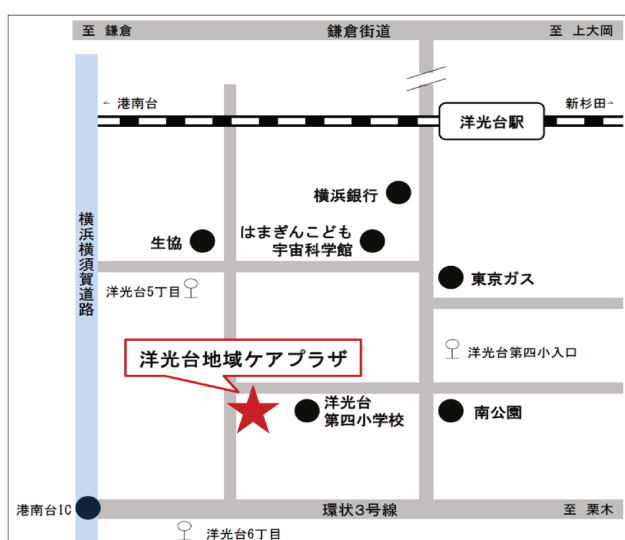 至 鎌倉
鎌倉街道
至 上大岡
← 港南台
新杉田→
洋光台駅
横浜銀行
横浜横須賀道路
生協
はまぎんこども
宇宙科学館
東京ガス
洋光台5丁目
洋光台地域ケアプラザ
洋光台第四小入口
洋光台
第四小学校
南公園
港南台IC
環状3号線
至 栗木
洋光台6丁目